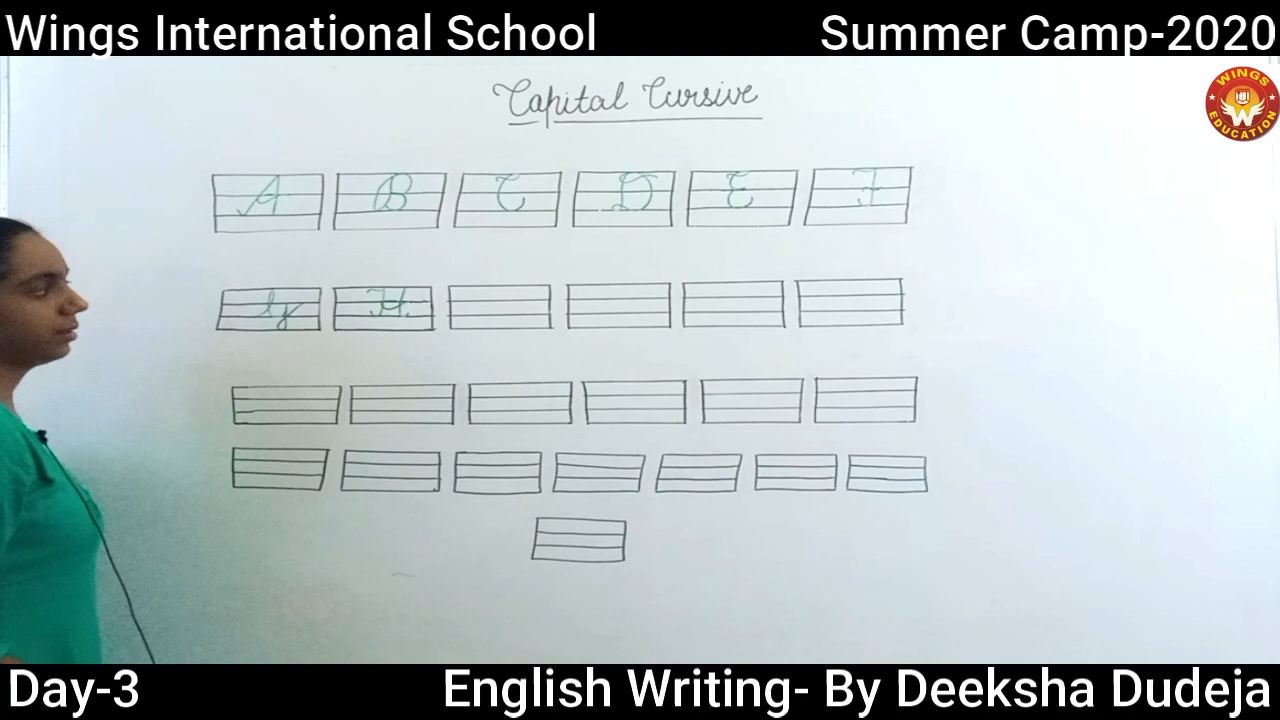 Wings International School Summer Camp-2020
WINGS
EDUCATION
Capital Cursive
A B C D E F
G H
Day-3 English Writing- By Deeksha Dudeja